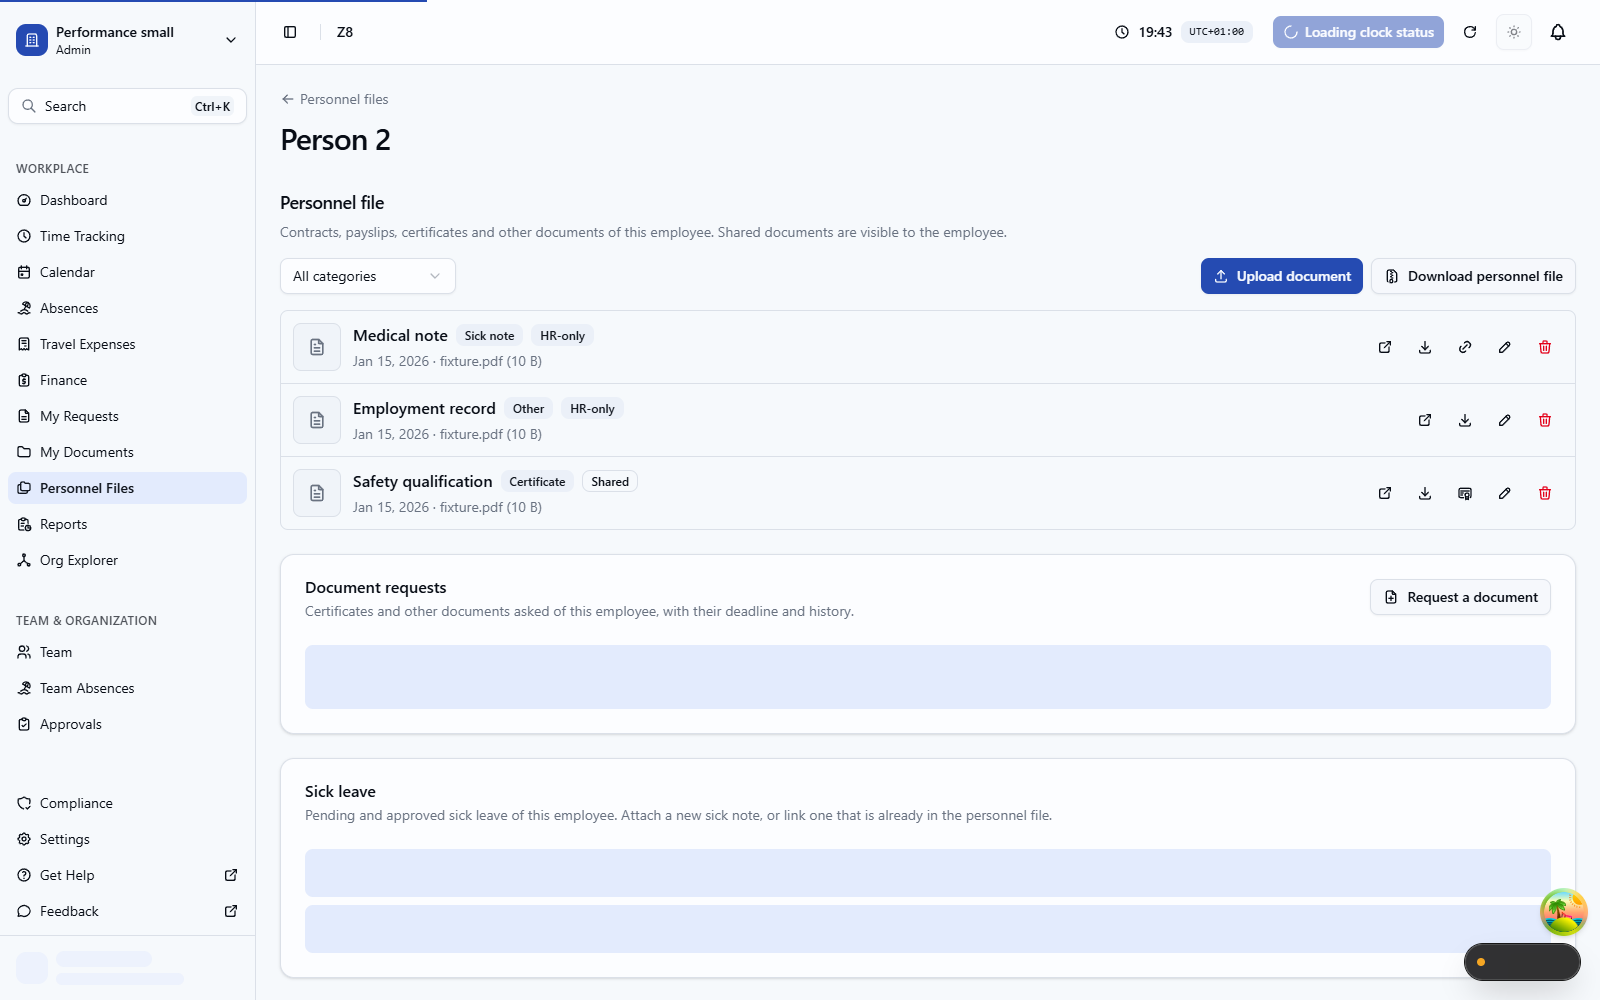 Performance small
Admin
Search
Ctrl+K
WORKPLACE
Dashboard
Time Tracking
Calendar
Absences
Travel Expenses
Finance
My Requests
My Documents
Personnel Files
Reports
Org Explorer
TEAM & ORGANIZATION
Team
Team Absences
Approvals
Compliance
Settings
Get Help
Feedback
Z8
19:43 UTC+01:00
Loading clock status
Personnel files
Person 2
Personnel file
Contracts, payslips, certificates and other documents of this employee. Shared documents are visible to the employee.
All categories
Upload document
Download personnel file
Medical note Sick note HR-only
Jan 15, 2026 · fixture.pdf (10 B)
Employment record Other HR-only
Jan 15, 2026 · fixture.pdf (10 B)
Safety qualification Certificate Shared
Jan 15, 2026 · fixture.pdf (10 B)
Document requests
Certificates and other documents asked of this employee, with their deadline and history.
Request a document
Sick leave
Pending and approved sick leave of this employee. Attach a new sick note, or link one that is already in the personnel file.